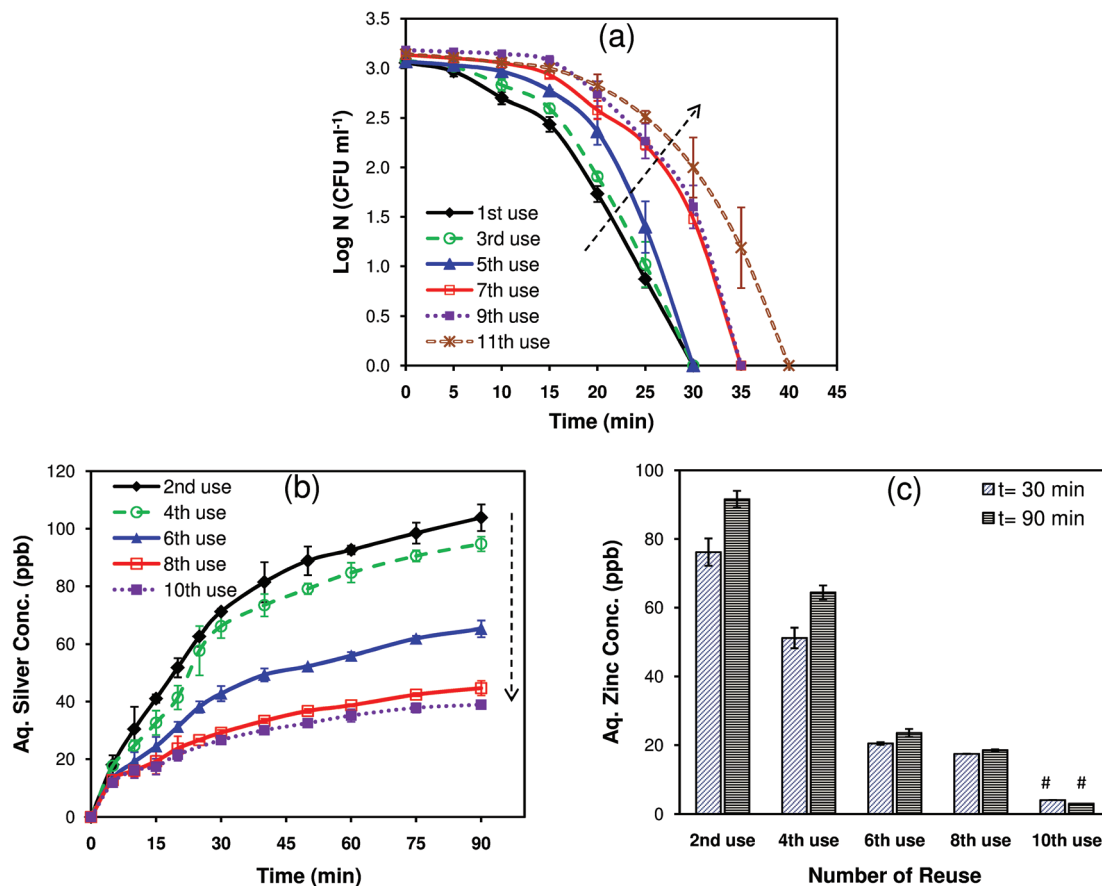 (a)
3.5
3.0
2.5
2.0
1.5
1.0
0.5
0.0
Log N (CFU ml⁻¹)
1st use
3rd use
5th use
7th use
9th use
11th use
0 5 10 15 20 25 30 35 40 45
Time (min)
(b)
120
100
80
60
40
20
0
Aq. Silver Conc. (ppb)
2nd use
4th use
6th use
8th use
10th use
0 15 30 45 60 75 90
Time (min)
(c)
100
80
60
40
20
0
Aq. Zinc Conc. (ppb)
t= 30 min
t= 90 min
# #
2nd use 4th use 6th use 8th use 10th use
Number of Reuse